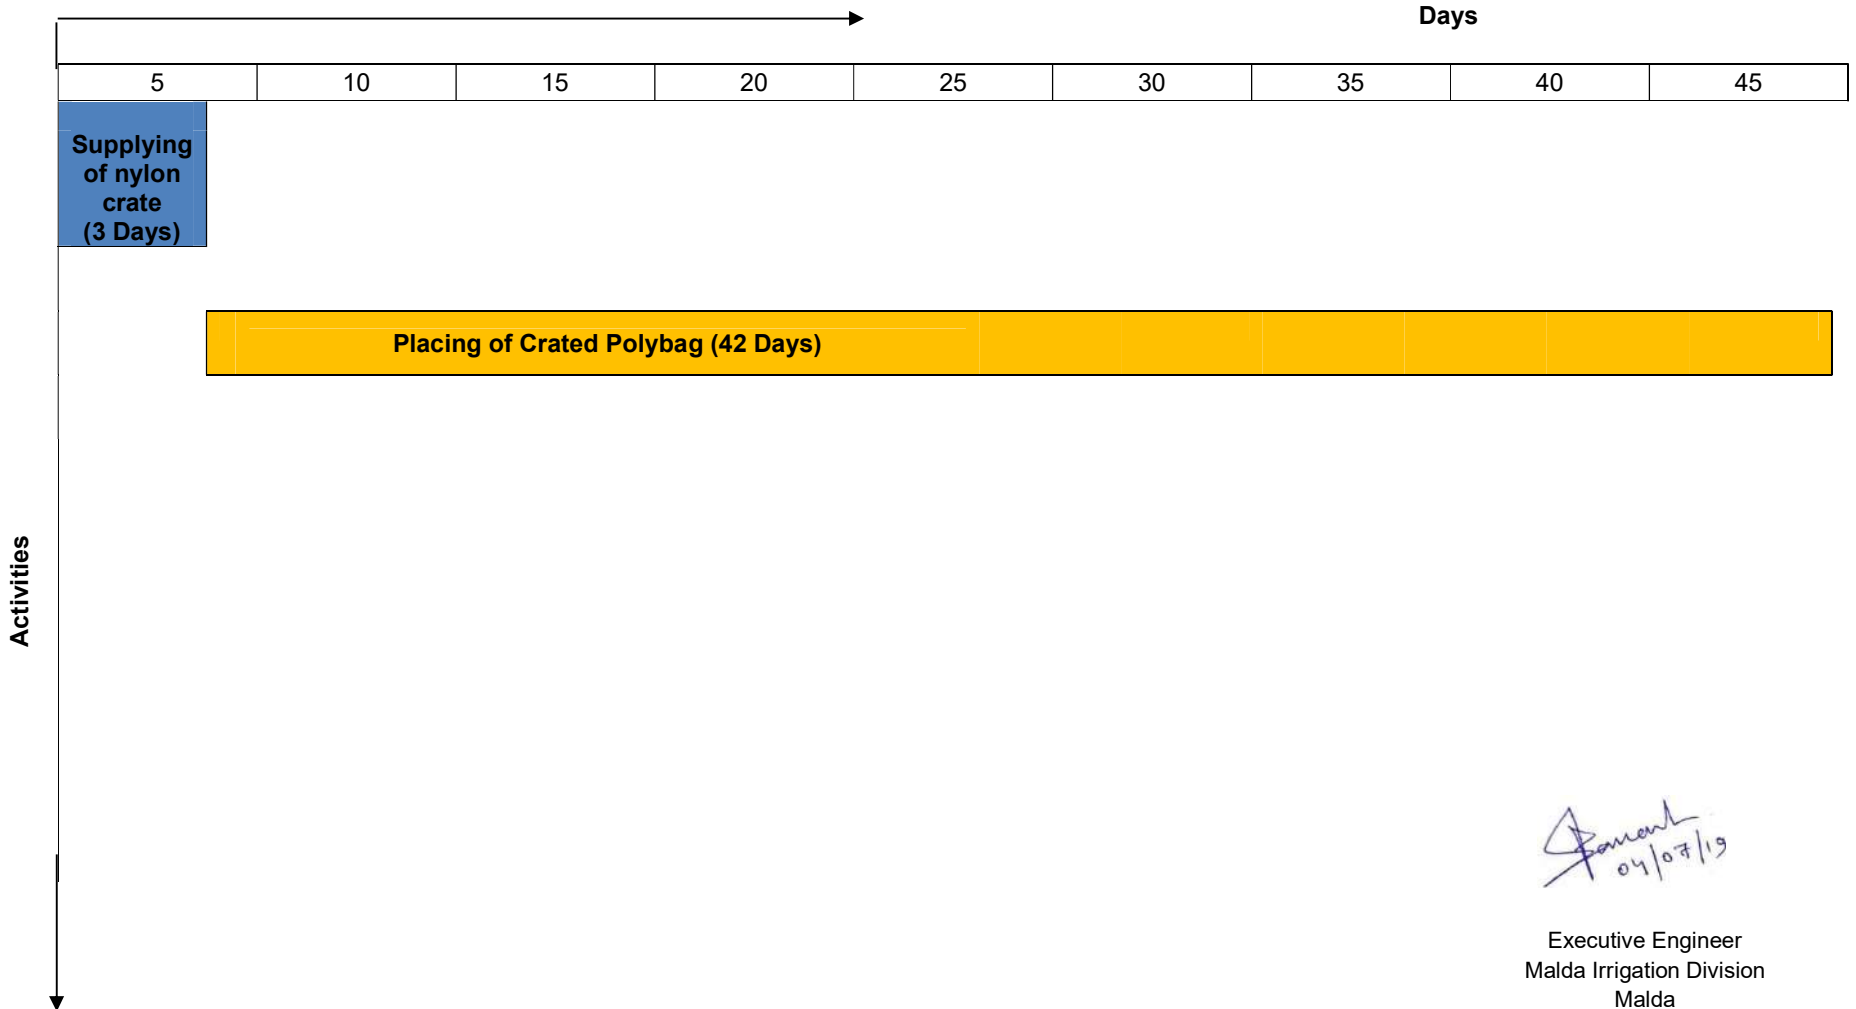 Days
5 10 15 20 25 30 35 40 45
Supplying
of nylon
crate
(3 Days)
Placing of Crated Polybag (42 Days)
Activities
04/07/19
Executive Engineer
Malda Irrigation Division
Malda